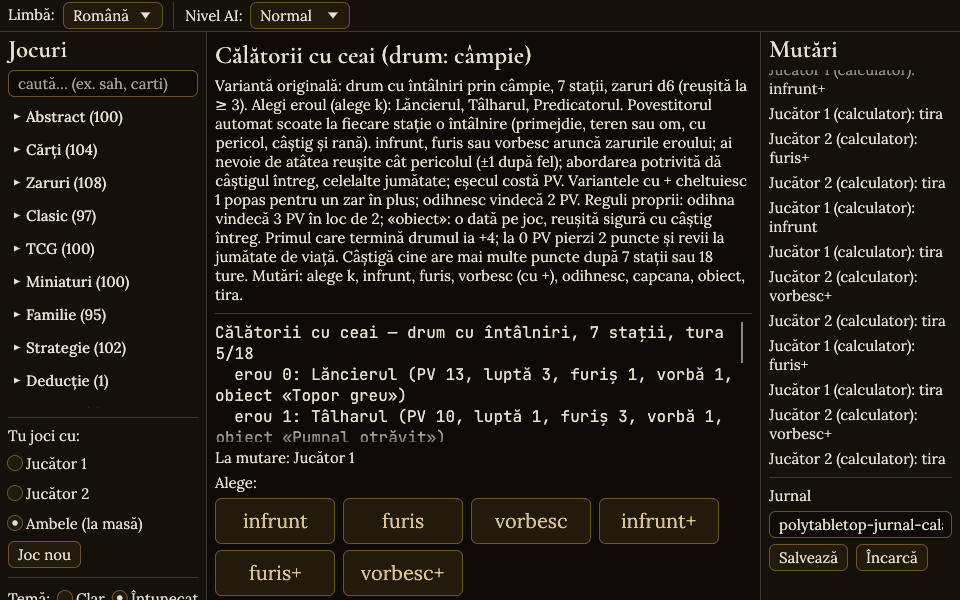 Limbă:
Română
Nivel AI:
Normal
Jocuri
caută... (ex. sah, carti)
Abstract (100)
Cărți (104)
Zaruri (108)
Clasic (97)
TCG (100)
Miniaturi (100)
Familie (95)
Strategie (102)
Deducție (1)
Tu joci cu:
Jucător 1
Jucător 2
Ambele (la masă)
Joc nou
Temă:
Clar
Întunecat
Călătorii cu ceai (drum: câmpie)
Variantă originală: drum cu întâlniri prin câmpie, 7 stații, zaruri d6 (reușită la
≥ 3). Alegi eroul (alege k): Lăncierul, Tâlharul, Predicatorul. Povestitorul
automat scoate la fiecare stație o întâlnire (primejdie, teren sau om, cu
pericol, câștig și rană). infrunt, furis sau vorbesc aruncă zarurile eroului; ai
nevoie de atâtea reușite cât pericolul (±1 după fel); abordarea potrivită dă
câștigul întreg, celelalte jumătate; eșecul costă PV. Variantele cu + cheltuiesc
1 popas pentru un zar în plus; odihnesc vindecă 2 PV. Reguli proprii: odihna
vindecă 3 PV în loc de 2; «obiect»: o dată pe joc, reușită sigură cu câștig
întreg. Primul care termină drumul ia +4; la 0 PV pierzi 2 puncte și revii la
jumătate de viață. Câștigă cine are mai multe puncte după 7 stații sau 18
ture. Mutări: alege k, infrunt, furis, vorbesc (cu +), odihnesc, capcana, obiect,
tira.
Călătorii cu ceai — drum cu întâlniri, 7 stații, tura
5/18
erou 0: Lăncierul (PV 13, luptă 3, furiș 1, vorbă 1,
obiect «Topor greu»)
erou 1: Tâlharul (PV 10, luptă 1, furiș 3, vorbă 1,
obiect «Pumnal otrăvit»)
La mutare: Jucător 1
Alege:
infrunt
furis
vorbesc
infrunt+
furis+
vorbesc+
Mutări
Jucător 1 (calculator):
infrunt+
Jucător 1 (calculator): tira
Jucător 2 (calculator):
furis+
Jucător 2 (calculator): tira
Jucător 1 (calculator):
infrunt
Jucător 1 (calculator): tira
Jucător 2 (calculator):
vorbesc+
Jucător 2 (calculator): tira
Jucător 1 (calculator):
furis+
Jucător 1 (calculator): tira
Jucător 2 (calculator):
vorbesc+
Jucător 2 (calculator): tira
Jurnal
polytabletop-jurnal-cal
Salvează
Încarcă